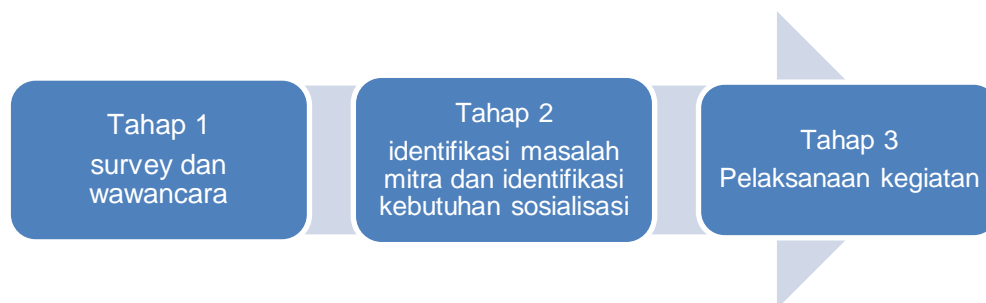 Tahap 1
survey dan
wawancara
Tahap 2
identifikasi masalah
mitra dan identifikasi
kebutuhan sosialisasi
Tahap 3
Pelaksanaan kegiatan